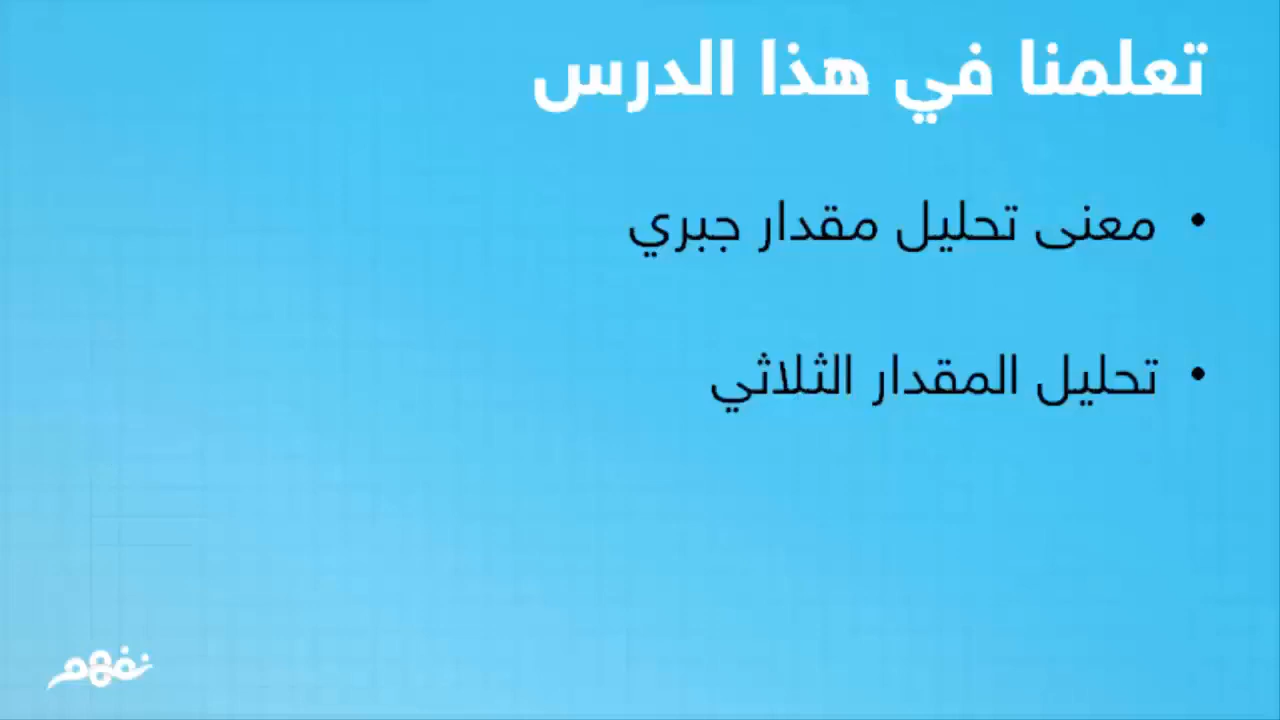 تعلمنا في هذا الدرس
• معنى تحليل مقدار جبري
• تحليل المقدار الثلاثي
نفهم